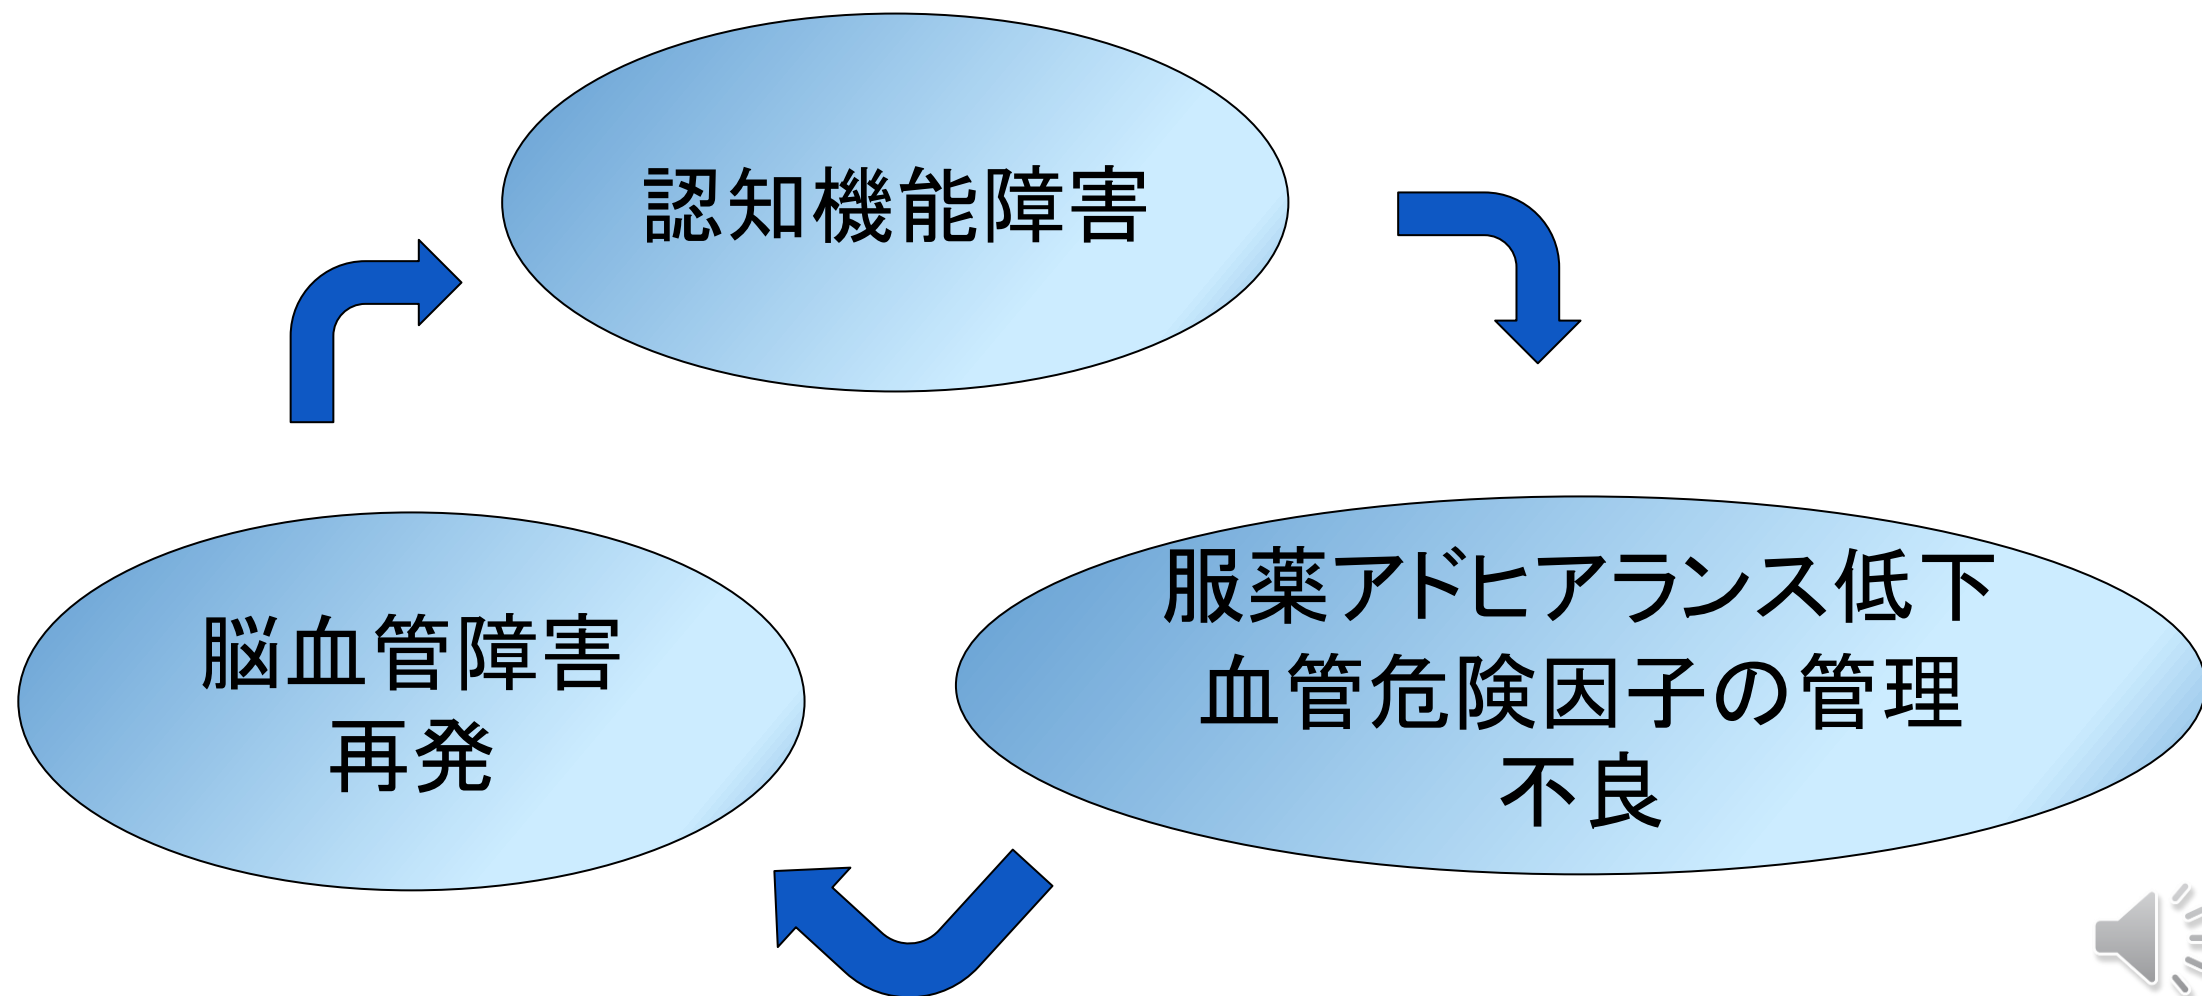 認知機能障害
服薬アドヒアランス低下
血管危険因子の管理
不良
脳血管障害
再発